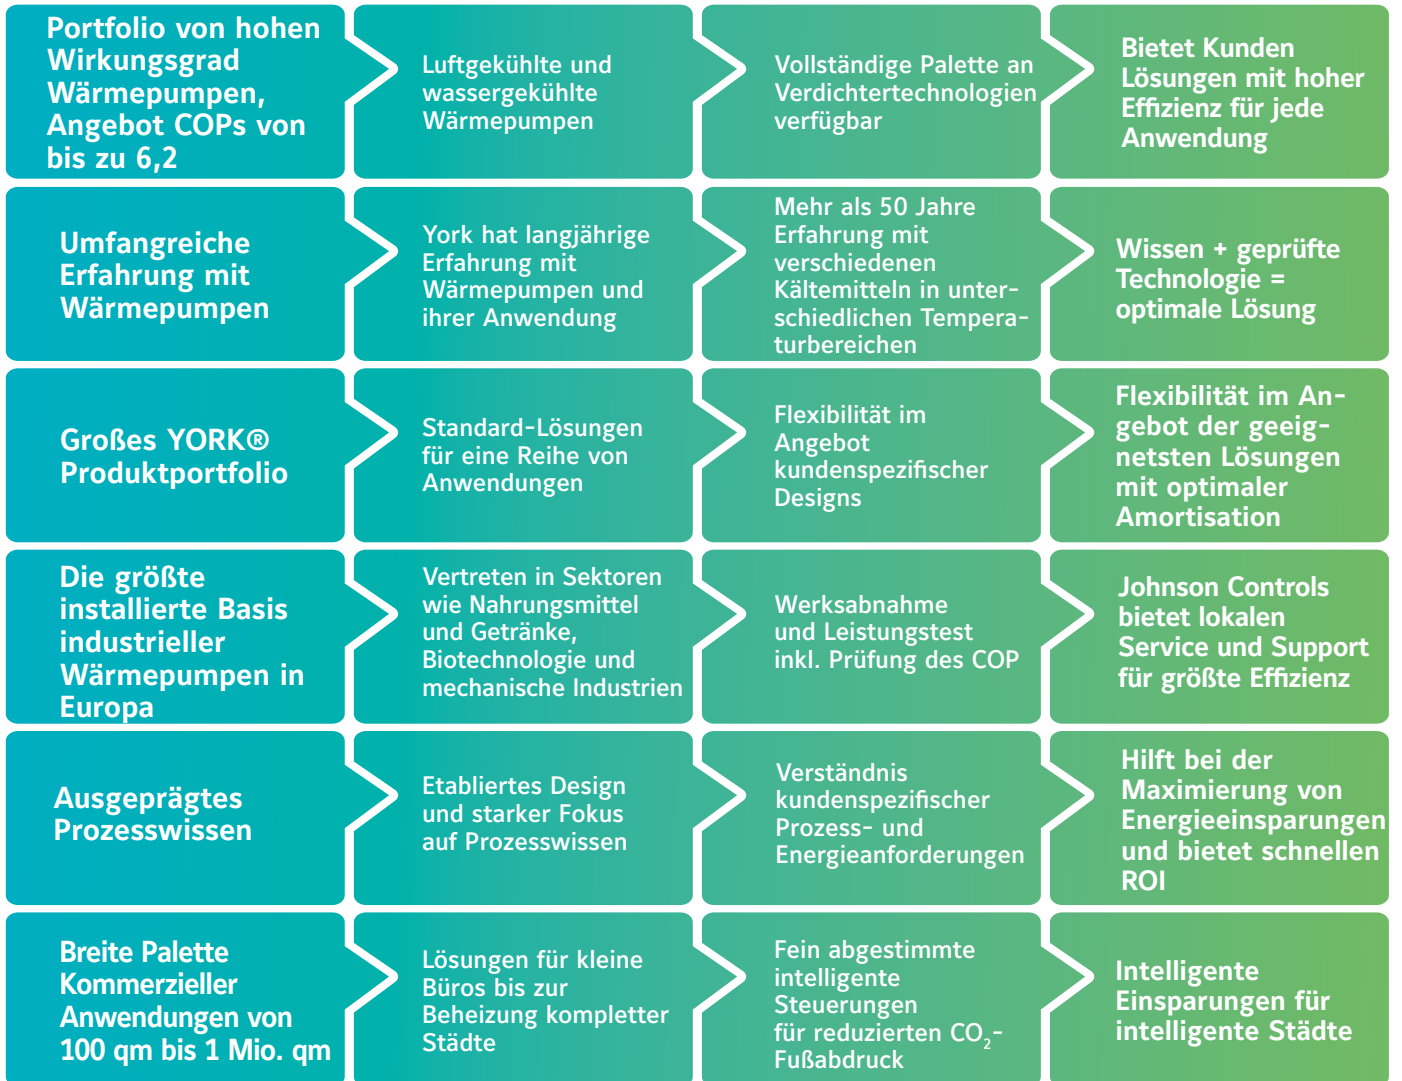 Portfolio von hohen
Wirkungsgrad
Wärmepumpen,
Angebot COPs von
bis zu 6,2
Luftgekühlte und
wassergekühlte
Wärmepumpen
Vollständige Palette an
Verdichtertechnologien
verfügbar
Bietet Kunden
Lösungen mit hoher
Effizienz für jede
Anwendung
Umfangreiche
Erfahrung mit
Wärmepumpen
York hat langjährige
Erfahrung mit
Wärmepumpen und
ihrer Anwendung
Mehr als 50 Jahre
Erfahrung mit
verschiedenen
Kältemitteln in unter-
schiedlichen Tempera-
turbereichen
Wissen + geprüfte
Technologie =
optimale Lösung
Großes YORK®
Produktportfolio
Standard-Lösungen
für eine Reihe von
Anwendungen
Flexibilität im
Angebot
kundenspezifischer
Designs
Flexibilität im An-
gebot der geeig-
netsten Lösungen
mit optimaler
Amortisation
Die größte
installierte Basis
industrieller
Wärmepumpen in
Europa
Vertreten in Sektoren
wie Nahrungsmittel
und Getränke,
Biotechnologie und
mechanische Industrien
Werksabnahme
und Leistungstest
inkl. Prüfung des COP
Johnson Controls
bietet lokalen
Service und Support
für größte Effizienz
Ausgeprägtes
Prozesswissen
Etabliertes Design
und starker Fokus
auf Prozesswissen
Verständnis
kundenspezifischer
Prozess- und
Energieanforderungen
Hilft bei der
Maximierung von
Energieeinsparungen
und bietet schnellen
ROI
Breite Palette
Kommerzieller
Anwendungen von
100 qm bis 1 Mio. qm
Lösungen für kleine
Büros bis zur
Beheizung kompletter
Städte
Fein abgestimmte
intelligente
Steuerungen
für reduzierten CO₂-
Fußabdruck
Intelligente
Einsparungen für
intelligente Städte